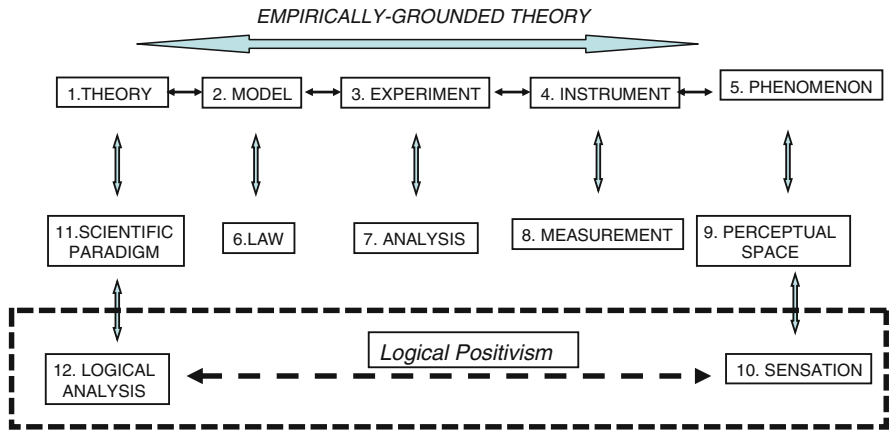 EMPIRICALLY-GROUNDED THEORY
1.THEORY
2. MODEL
3. EXPERIMENT
4. INSTRUMENT
5. PHENOMENON
11.SCIENTIFIC
PARADIGM
6.LAW
7. ANALYSIS
8. MEASUREMENT
9. PERCEPTUAL
SPACE
Logical Positivism
12. LOGICAL
ANALYSIS
10. SENSATION